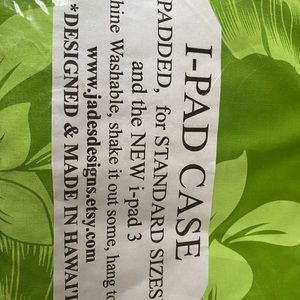 I-PAD CASE
PADDED, for STANDARD SIZES
and the NEW i-pad 3
hine Washable, shake it out some, hang to
www.jadesdesigns.etsy.com
*DESIGNED & MADE IN HAWAII